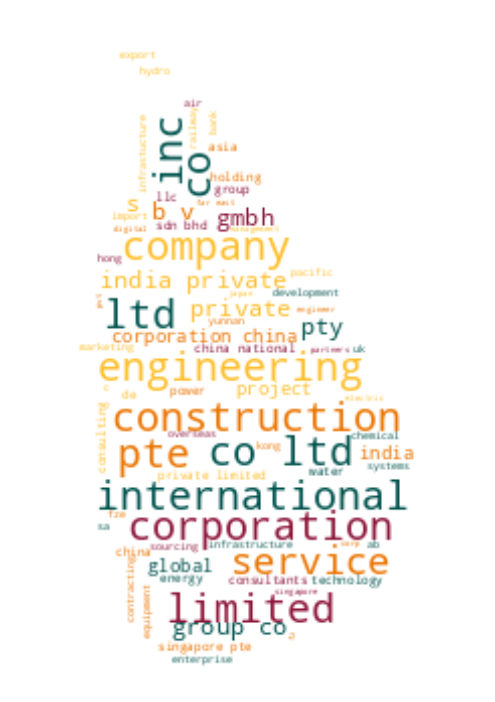 export
hydro
air
infrastucture
inc
railway
bank
co
asia
holding
llc
group
s
b v
far east
gmbh
import
digital
sdn bhd
management
company
hong
india private
pacific
japan
development
ltd
private
engineer
yunnan
pty
corporation china
marketing
china national
partners
uk
engineering
c
de
power
project
electric
consulting
construction
overseas
chemical
pte
co ltd
kong
india
systems
private limited
water
international
fze
sa
corporation
sourcing
infrastructure
corp
ab
china
service
global
energy
consultants
technology
contracting
equipment
singapore
limited
group co
singapore pte
enterprise